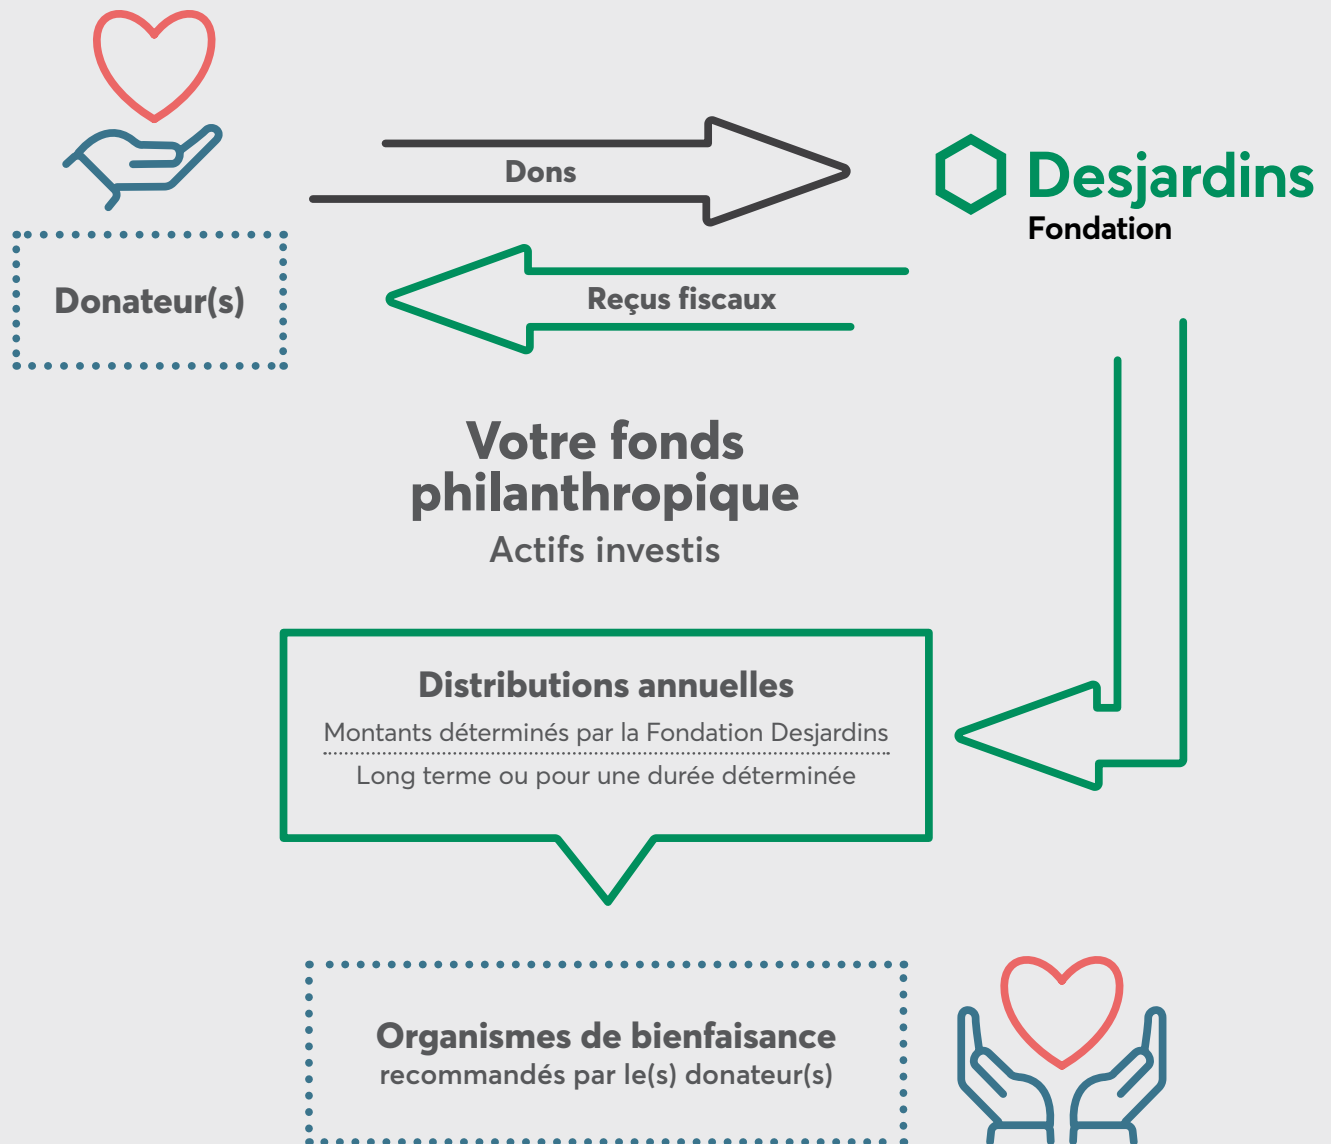 Dons
Desjardins
Fondation
Donateur(s)
Reçus fiscaux
Votre fonds
philanthropique
Actifs investis
Distributions annuelles
Montants déterminés par la Fondation Desjardins
Long terme ou pour une durée déterminée
Organismes de bienfaisance
recommandés par le(s) donateur(s)